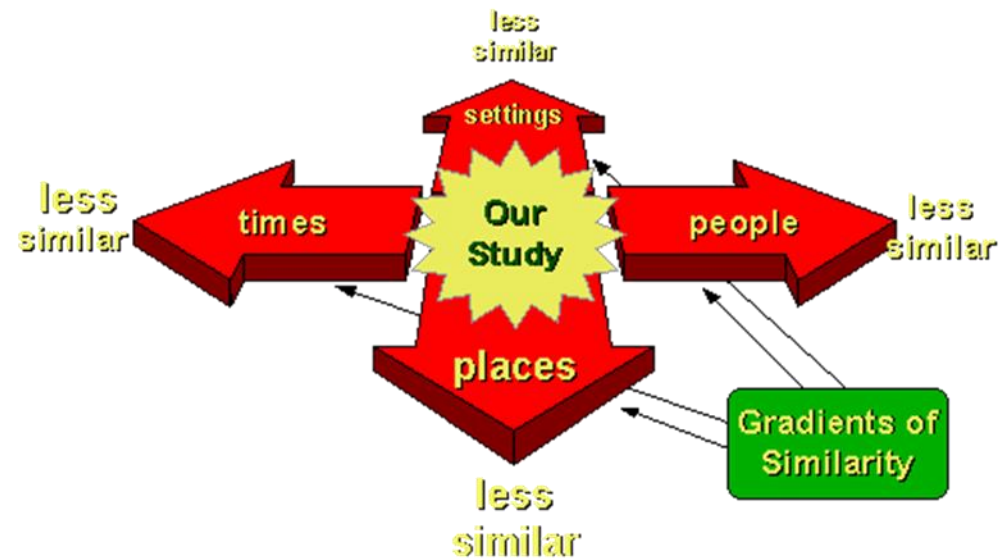 less
similar
settings
less
similar
times
Our
Study
people
less
similar
places
Gradients of
Similarity
less
similar